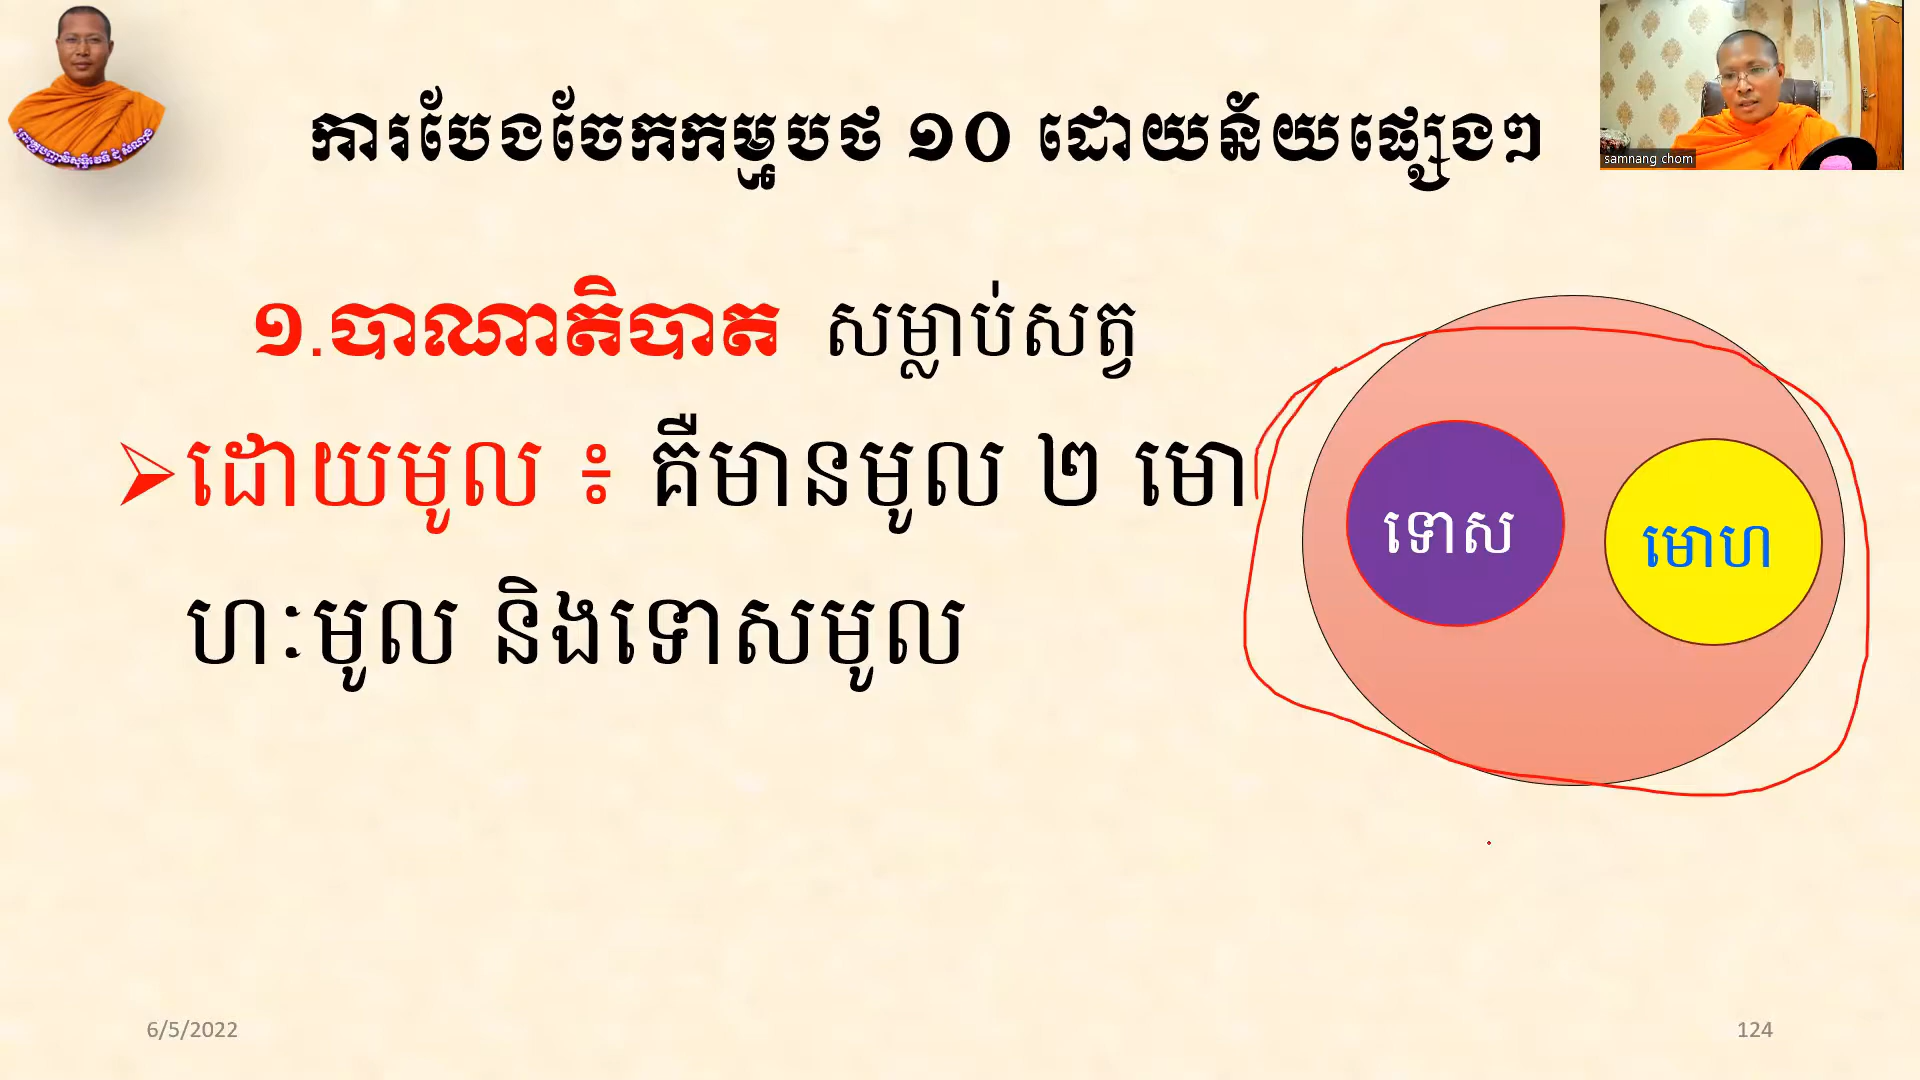 ការបែងចែកកម្មបថ ១០ ដោយន័យផ្សេងៗ
samnang chom
១.បាណាតិបាត សម្លាប់សត្វ
ដោយមូល ៖ គឺមានមូល ២ មោ
ហៈមូល និងទោសមូល
ទោស
មោហ
6/5/2022
124